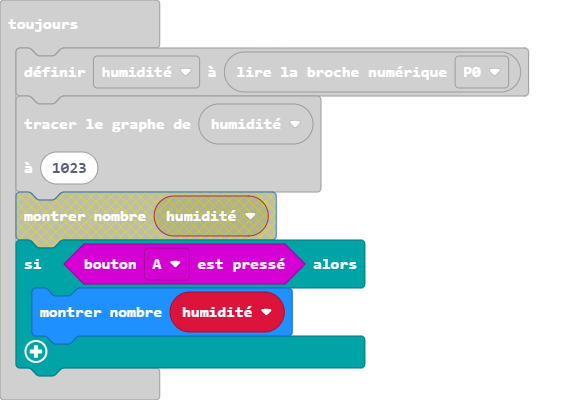 toujours
définir humidité à lire la broche numérique P0
tracer le graphe de humidité
à 1023
montrer nombre humidité
si bouton A est pressé alors
montrer nombre humidité